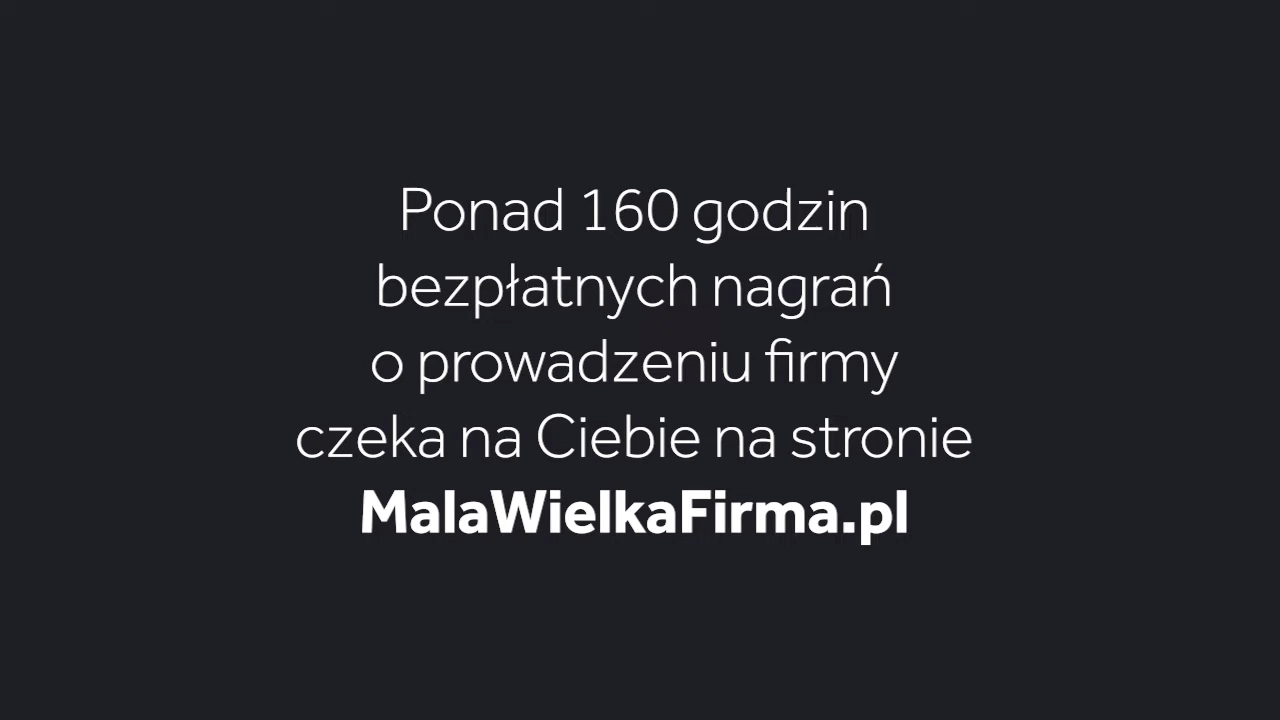 Ponad 160 godzin
bezpłatnych nagrań
o prowadzeniu firmy
czeka na Ciebie na stronie
MalaWielkaFirma.pl